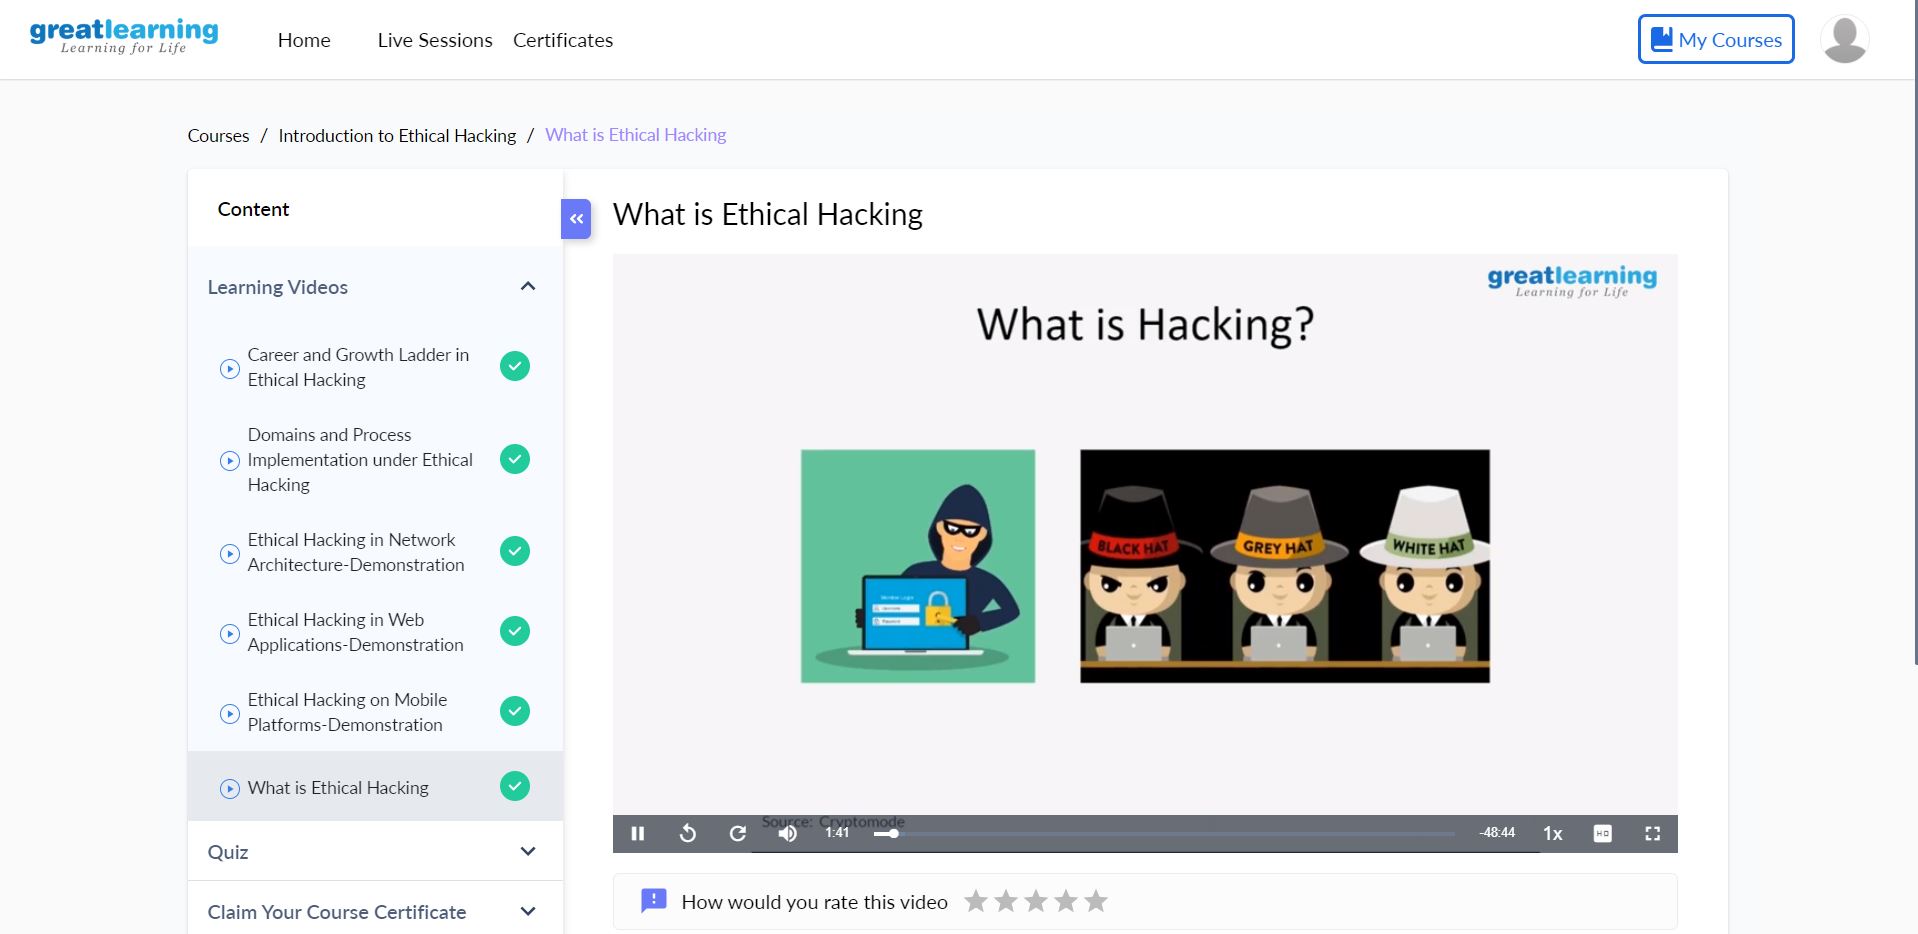 greatlearning
Learning for Life
Home
Live Sessions
Certificates
My Courses
Courses / Introduction to Ethical Hacking / What is Ethical Hacking
Content
Learning Videos
Career and Growth Ladder in
Ethical Hacking
Domains and Process
Implementation under Ethical
Hacking
Ethical Hacking in Network
Architecture-Demonstration
Ethical Hacking in Web
Applications-Demonstration
Ethical Hacking on Mobile
Platforms-Demonstration
What is Ethical Hacking
Quiz
Claim Your Course Certificate
What is Ethical Hacking
greatlearning
Learning for Life
What is Hacking?
Member Login
BLACK HAT
GREY HAT
WHITE HAT
Source: Cryptomode
1:41
-48:44
1x
HD
How would you rate this video